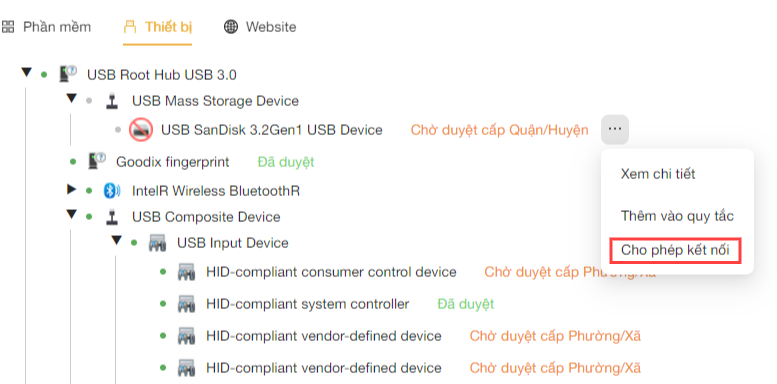 Phần mềm Thiết bị Website
USB Root Hub USB 3.0
USB Mass Storage Device
USB SanDisk 3.2Gen1 USB Device Chờ duyệt cấp Quận/Huyện ...
Goodix fingerprint Đã duyệt
Xem chi tiết
IntelR Wireless BluetoothR
USB Composite Device
Thêm vào quy tắc
USB Input Device
Cho phép kết nối
HID-compliant consumer control device Chờ duyệt cấp Phường/Xã
HID-compliant system controller Đã duyệt
HID-compliant vendor-defined device Chờ duyệt cấp Phường/Xã
HID-compliant vendor-defined device Chờ duyệt cấp Phường/Xã